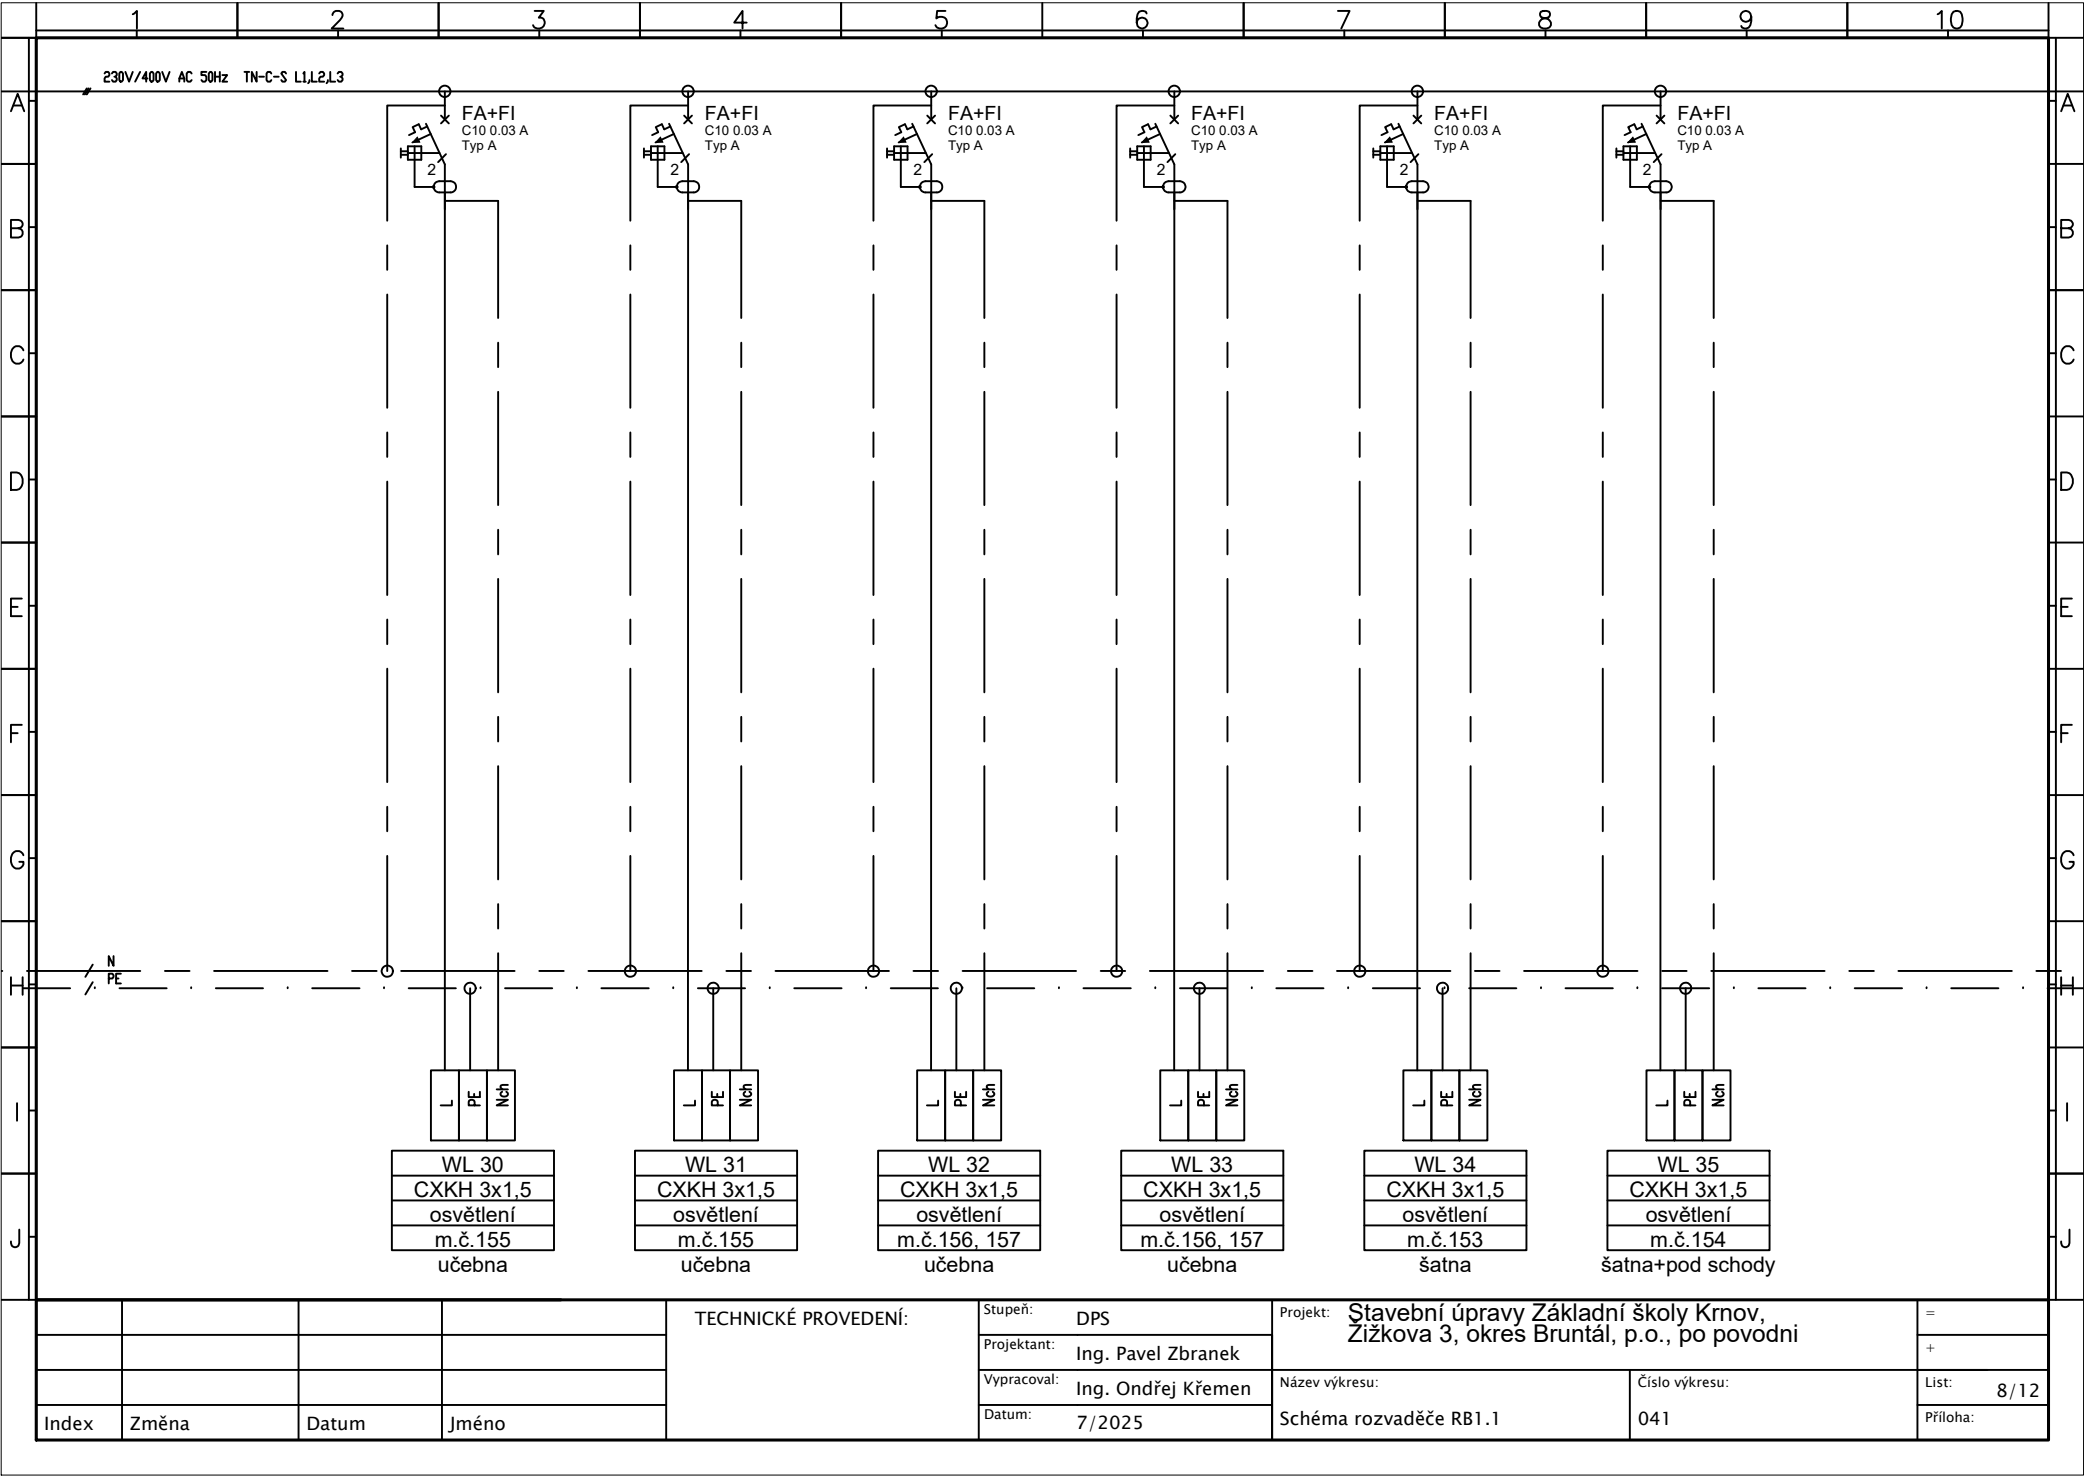 1 2 3 4 5 6 7 8 9 10
230V/400V AC 50Hz TN-C-S L1,L2,L3
A A
FA+FI FA+FI FA+FI FA+FI FA+FI FA+FI
C10 0.03 A C10 0.03 A C10 0.03 A C10 0.03 A C10 0.03 A C10 0.03 A
Typ A Typ A Typ A Typ A Typ A Typ A
2 2 2 2 2 2
B B
C C
D D
E E
F F
G G
N
PE
H H
L PE Nch L PE Nch L PE Nch L PE Nch L PE Nch L PE Nch
I I
WL 30 WL 31 WL 32 WL 33 WL 34 WL 35
CXKH 3x1,5 CXKH 3x1,5 CXKH 3x1,5 CXKH 3x1,5 CXKH 3x1,5 CXKH 3x1,5
osvětlení osvětlení osvětlení osvětlení osvětlení osvětlení
m.č.155 m.č.155 m.č.156, 157 m.č.156, 157 m.č.153 m.č.154
J J
učebna učebna učebna učebna šatna šatna+pod schody
TECHNICKÉ PROVEDENÍ:
Stupeň: DPS
Projektant: Ing. Pavel Zbranek
Vypracoval: Ing. Ondřej Křemen
Datum: 7/2025
Projekt: Stavební úpravy Základní školy Krnov,
Žižkova 3, okres Bruntál, p.o., po povodni
Název výkresu:
Schéma rozvaděče RB1.1
Číslo výkresu:
041
=
+
List: 8/12
Příloha:
Index Změna Datum Jméno